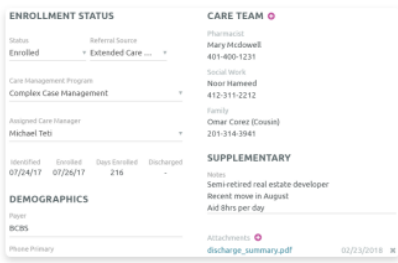 ENROLLMENT STATUS
Status Referral Source
Enrolled Extended Care ...
Care Management Program
Complex Case Management
Assigned Care Manager
Michael Teti
Identified Enrolled Days Enrolled Discharged
07/24/17 07/26/17 216 -
DEMOGRAPHICS
Payer
BCBS
Phone Primary
CARE TEAM
Pharmacist
Mary Mcdowell
401-400-1231
Social Work
Noor Hameed
412-311-2212
Family
Omar Corez (Cousin)
201-314-3941
SUPPLEMENTARY
Notes
Semi-retired real estate developer
Recent move in August
Aid 8hrs per day
Attachments
discharge_summary.pdf 02/23/2018